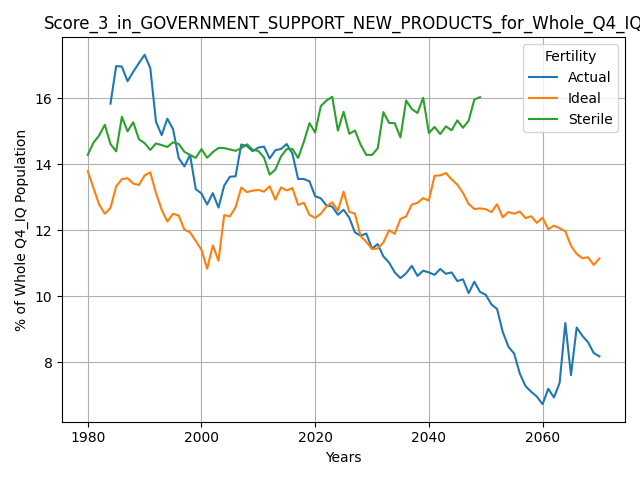 Score_3_in_GOVERNMENT_SUPPORT_NEW_PRODUCTS_for_Whole_Q4_IQ
Fertility
Actual
Ideal
Sterile
% of Whole Q4_IQ Population
16
14
12
10
8
1980
2000
2020
2040
2060
Years